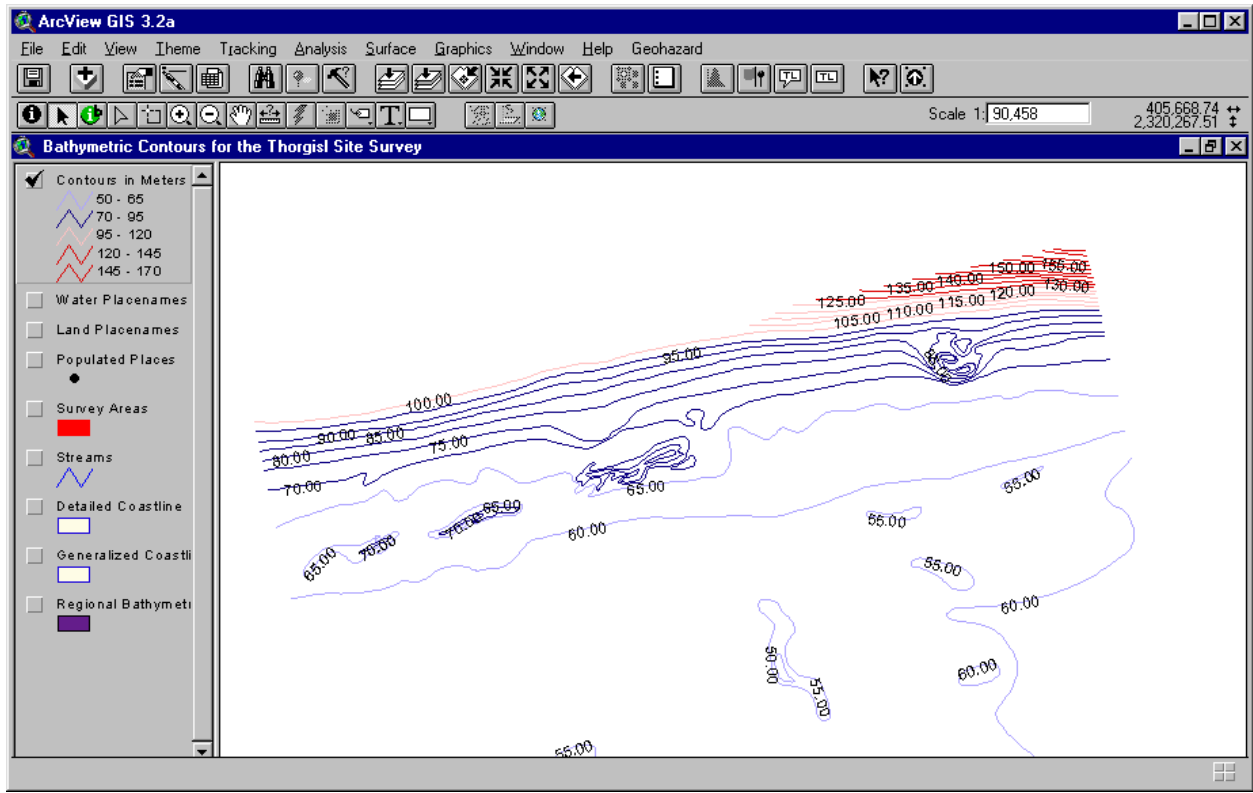 ArcView GIS 3.2a
File Edit View Theme Tracking Analysis Surface Graphics Window Help Geohazard
TL TL
Scale 1: 90,458
405,668.74
2,320,267.51
Bathymetric Contours for the Thorgisl Site Survey
Contours in Meters
50 - 65
70 - 95
95 - 120
120 - 145
145 - 170
Water Placenames
Land Placenames
Populated Places
Survey Areas
Streams
Detailed Coastline
Generalized Coastli
Regional Bathymetr
150.00 155.00
135.00 140.00
125.00 115.00 120.00 130.00
105.00 110.00
95.00
100.00
90.00 85.00
80.00 75.00
70.00 65.00
55.00
70.00 65.00
55.00
60.00
65.00 70.00
55.00
60.00
50.00 55.00
60.00
55.00